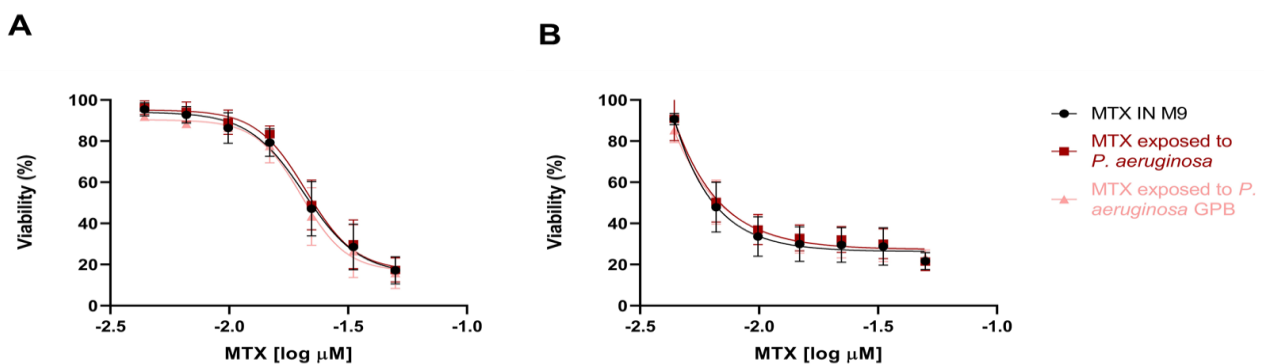 A
B
100
80
60
40
20
0
Viability (%)
-2.5
-2.0
-1.5
-1.0
MTX [log μM]
100
80
60
40
20
0
Viability (%)
-2.5
-2.0
-1.5
-1.0
MTX [log μM]
MTX IN M9
MTX exposed to
P. aeruginosa
MTX exposed to P.
aeruginosa GPB